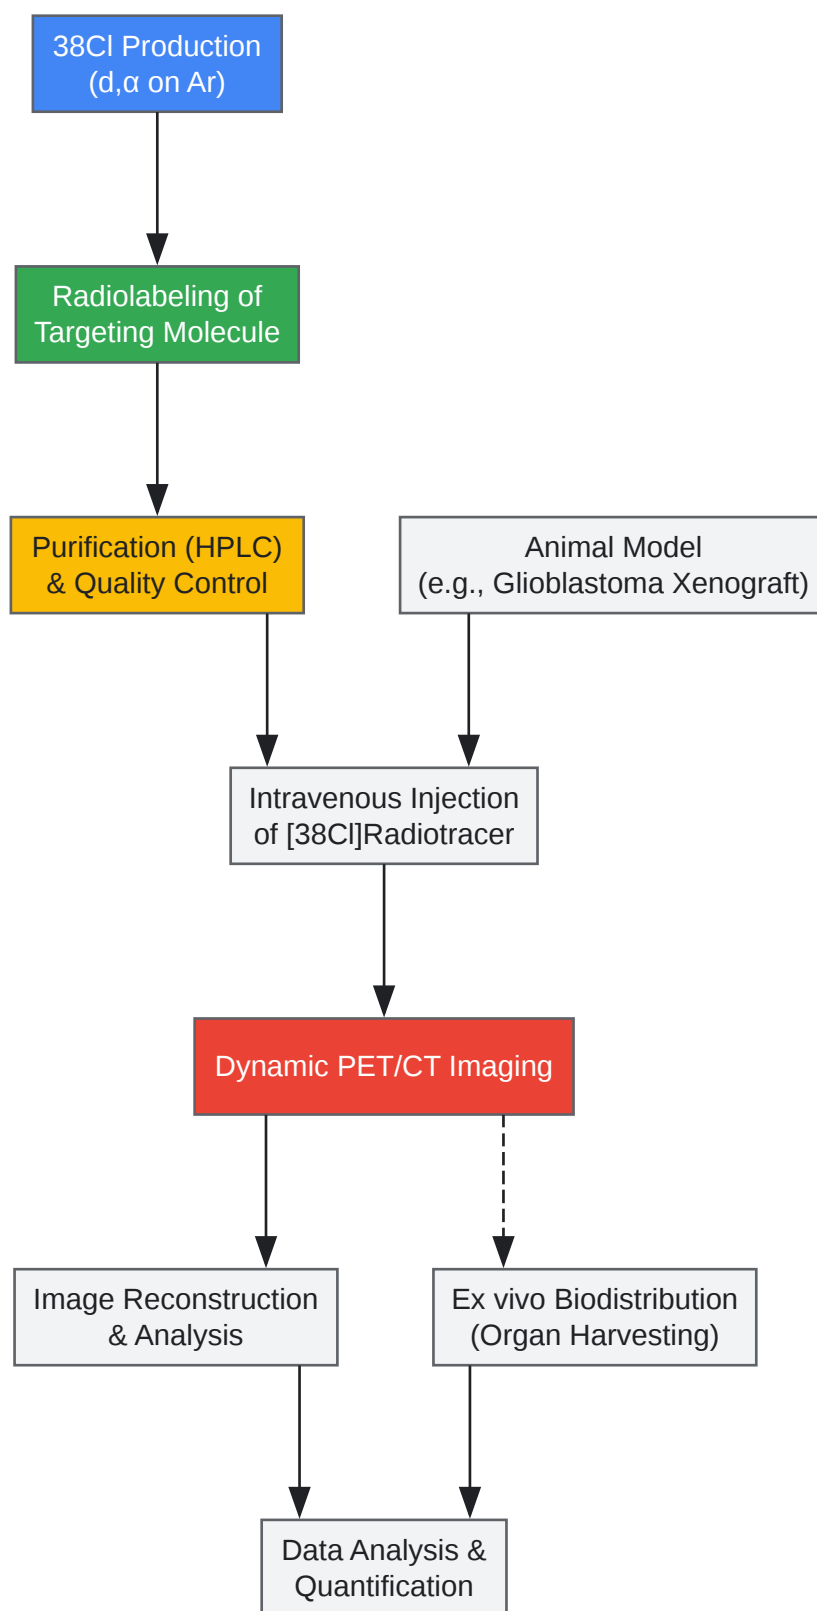 38Cl Production
(d,α on Ar)
Radiolabeling of
Targeting Molecule
Purification (HPLC)
& Quality Control
Animal Model
(e.g., Glioblastoma Xenograft)
Intravenous Injection
of [38Cl]Radiotracer
Dynamic PET/CT Imaging
Image Reconstruction
& Analysis
Ex vivo Biodistribution
(Organ Harvesting)
Data Analysis &
Quantification